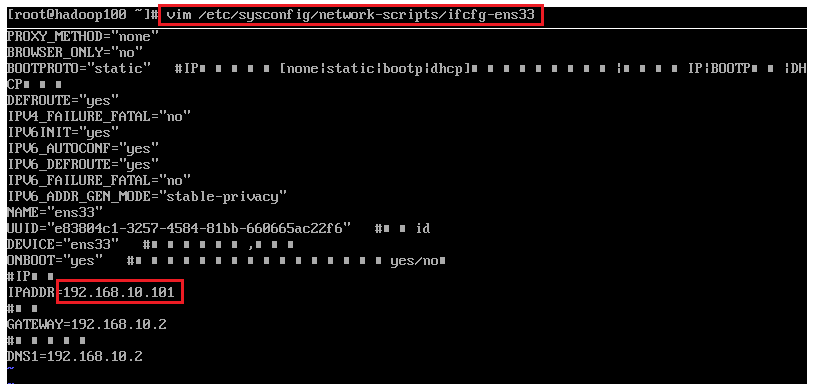 [root@hadoop100 ~]# vim /etc/sysconfig/network-scripts/ifcfg-ens33
PROXY_METHOD="none"
BROWSER_ONLY="no"
BOOTPROTO="static" #IP■ ■ ■ ■ ■ [none|static|bootp|dhcp]■ ■ ■ ■ ■ ■ ■ ■ ■ |■ ■ ■ ■ IP|BOOTP■ ■ |DH
CP■ ■ ■
DEFROUTE="yes"
IPV4_FAILURE_FATAL="no"
IPV6INIT="yes"
IPV6_AUTOCONF="yes"
IPV6_DEFROUTE="yes"
IPV6_FAILURE_FATAL="no"
IPV6_ADDR_GEN_MODE="stable-privacy"
NAME="ens33"
UUID="e83804c1-3257-4584-81bb-660665ac22f6" #■ ■ id
DEVICE="ens33" #■ ■ ■ ■ ■ ■ ,■ ■ ■
ONBOOT="yes" #■ ■ ■ ■ ■ ■ ■ ■ ■ ■ ■ ■ ■ ■ ■ ■ yes/no■
#IP■ ■
IPADDR=192.168.10.101
#■ ■
GATEWAY=192.168.10.2
#■ ■ ■ ■ ■
DNS1=192.168.10.2
~
~